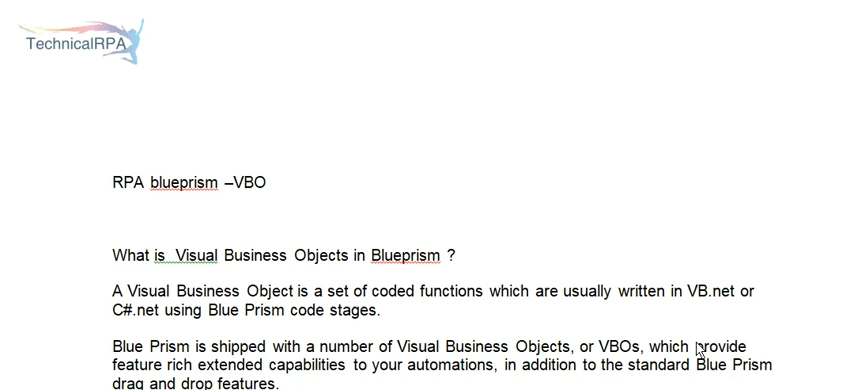 TechnicalRPA
RPA blueprism –VBO
What is  Visual Business Objects in Blueprism ?
A Visual Business Object is a set of coded functions which are usually written in VB.net or
C#.net using Blue Prism code stages.
Blue Prism is shipped with a number of Visual Business Objects, or VBOs, which provide
feature rich extended capabilities to your automations, in addition to the standard Blue Prism
drag and drop features.